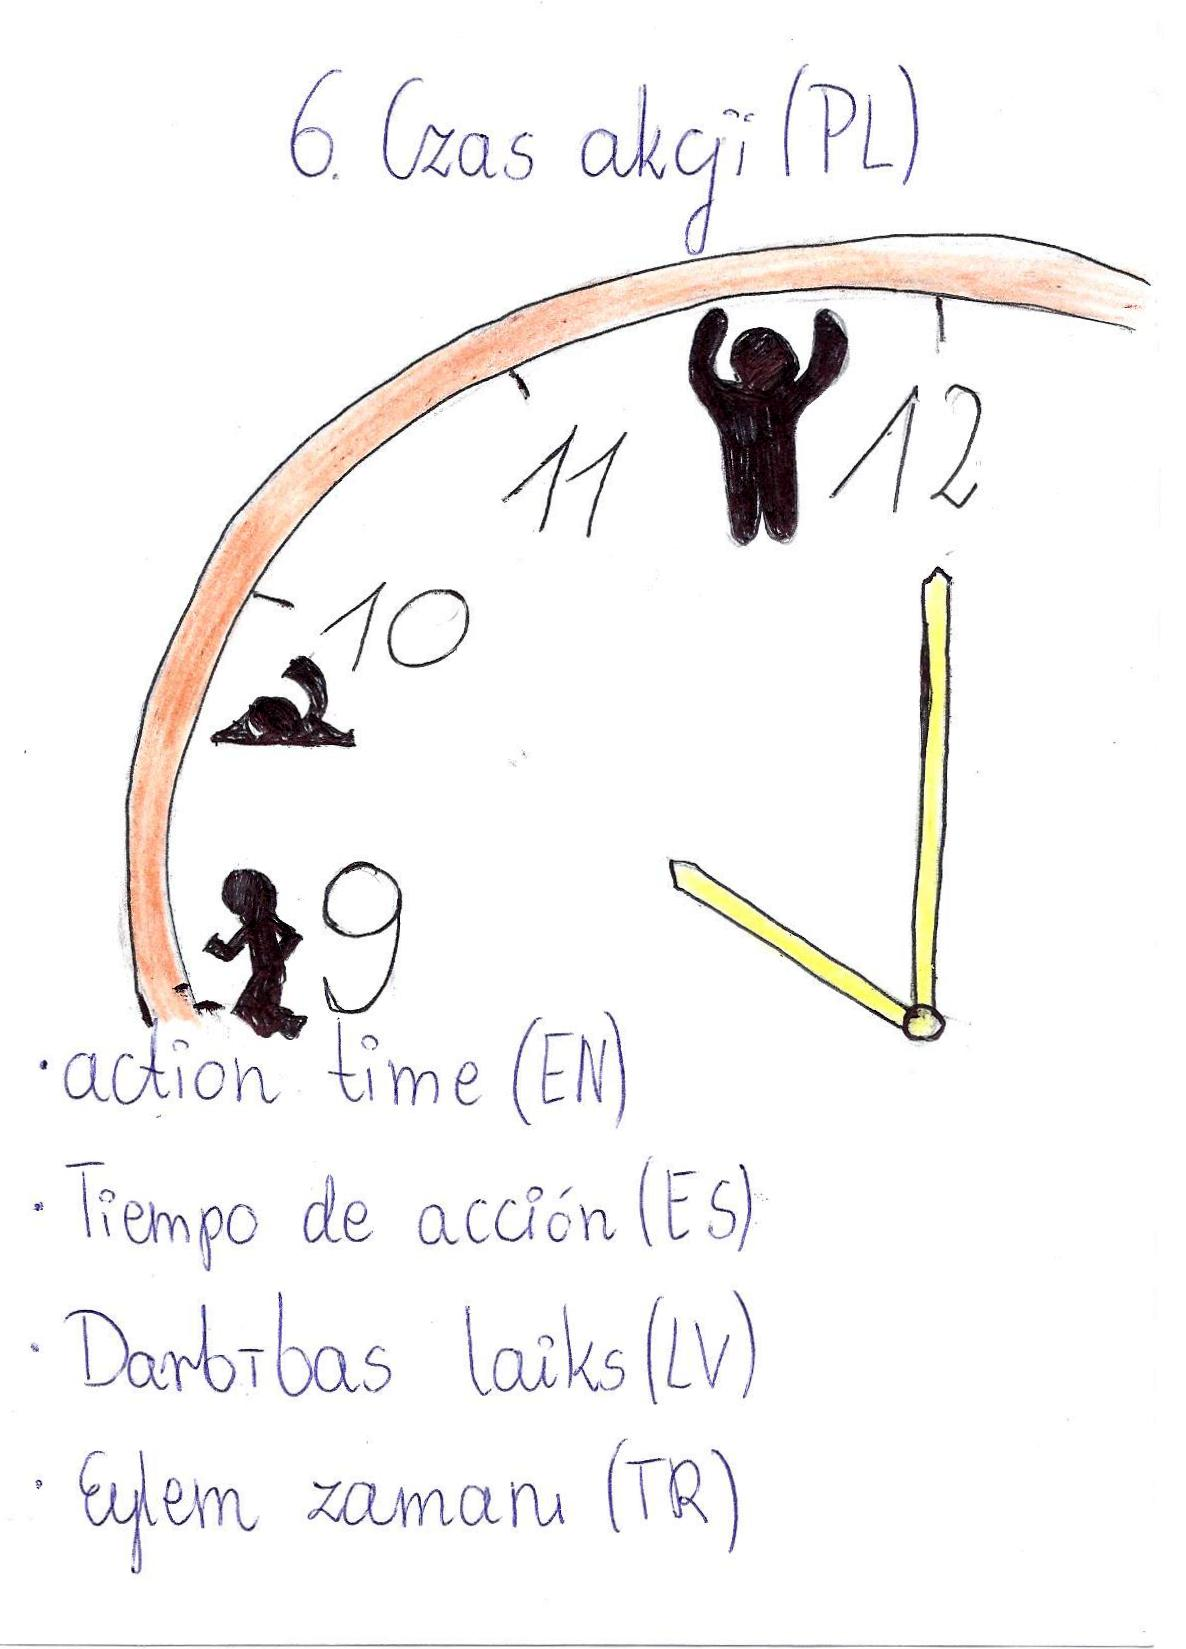 6. Czas akcji (PL)
12
11
10
9
• action time (EN)
• Tiempo de acción (ES)
• Darbības laiks (LV)
• Eylem zamanı (TR)